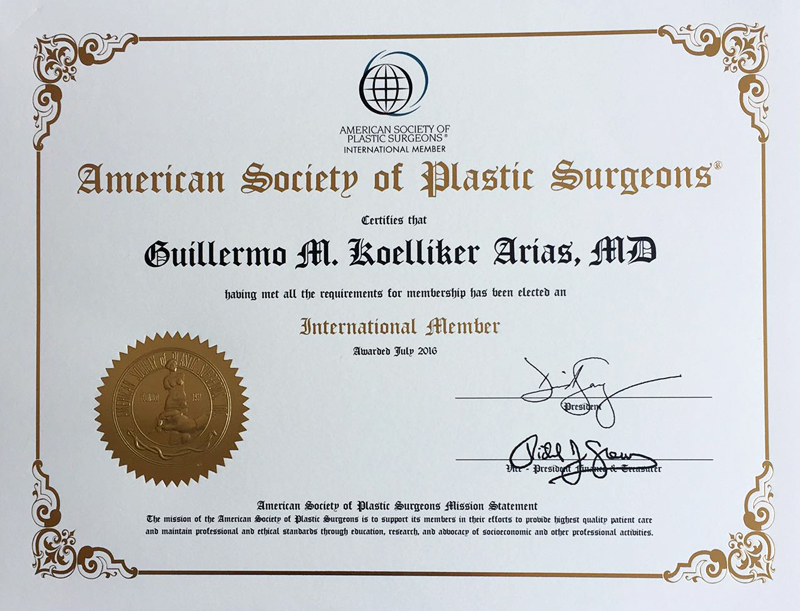 AMERICAN SOCIETY OF
PLASTIC SURGEONS®
INTERNATIONAL MEMBER
American Society of Plastic Surgeons®
Certifies that
Guillermo M. Koelliker Arias, MD
having met all the requirements for membership has been elected an
International Member
Awarded July 2016
President
Vice - President Finance & Treasurer
American Society of Plastic Surgeons Mission Statement
The mission of the American Society of Plastic Surgeons is to support its members in their efforts to provide highest quality patient care
and maintain professional and ethical standards through education, research, and advocacy of socioeconomic and other professional activities.